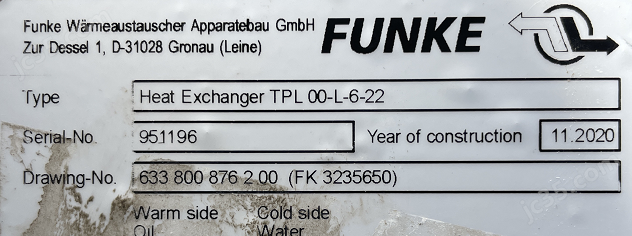 Funke Wärmeaustauscher Apparatebau GmbH
Zur Dessel 1, D-31028 Gronau (Leine)
FUNKE
Type Heat Exchanger TPL 00-L-6-22
Serial-No. 951196 Year of construction 11.2020
Drawing-No. 633 800 876 2 00 (FK 3235650)
Warm side Cold side
Oil Water